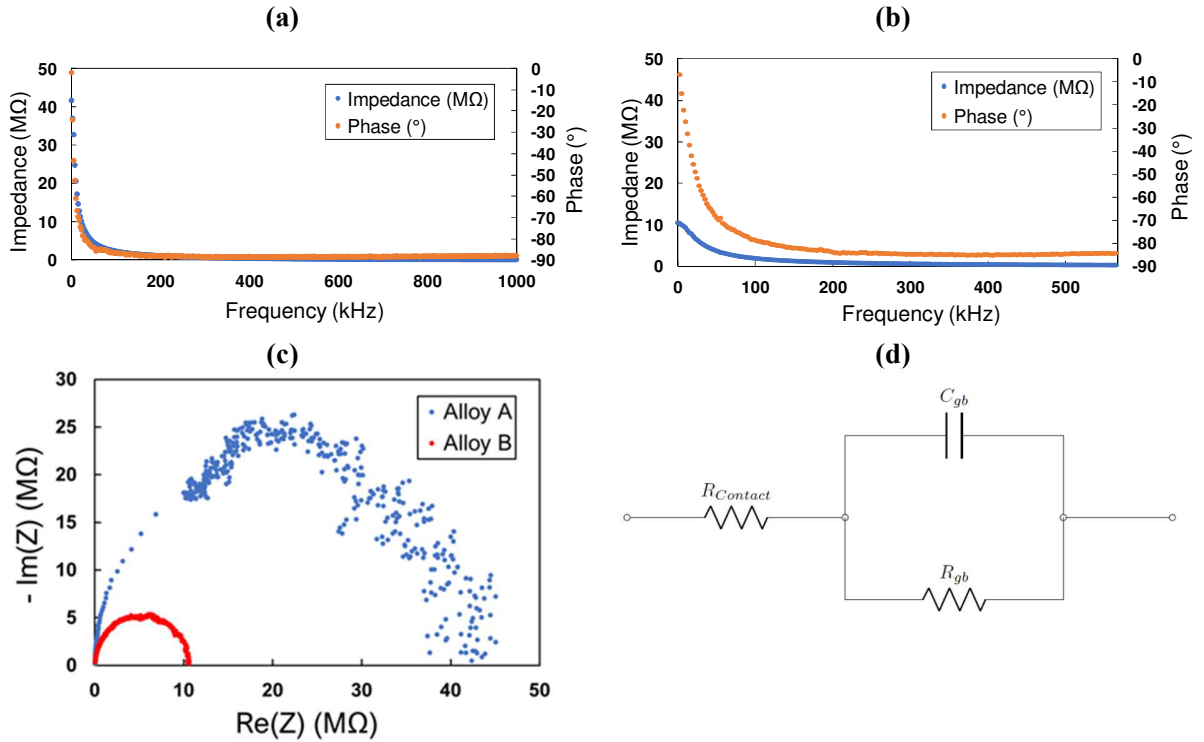 (a)
50
40
30
20
10
0
Impedance (MΩ)
0
-10
-20
-30
-40
-50
-60
-70
-80
-90
Phase (°)
Impedance (MΩ)
Phase (°)
0 200 400 600 800 1000
Frequency (kHz)
(b)
50
40
30
20
10
0
Impedane (MΩ)
0
-10
-20
-30
-40
-50
-60
-70
-80
-90
Phase (°)
Impedance (MΩ)
Phase (°)
0 100 200 300 400 500
Frequency (kHz)
(c)
30
25
20
15
10
5
0
- Im(Z) (MΩ)
Alloy A
Alloy B
0 10 20 30 40 50
Re(Z) (MΩ)
(d)
C_gb
R_Contact
R_gb